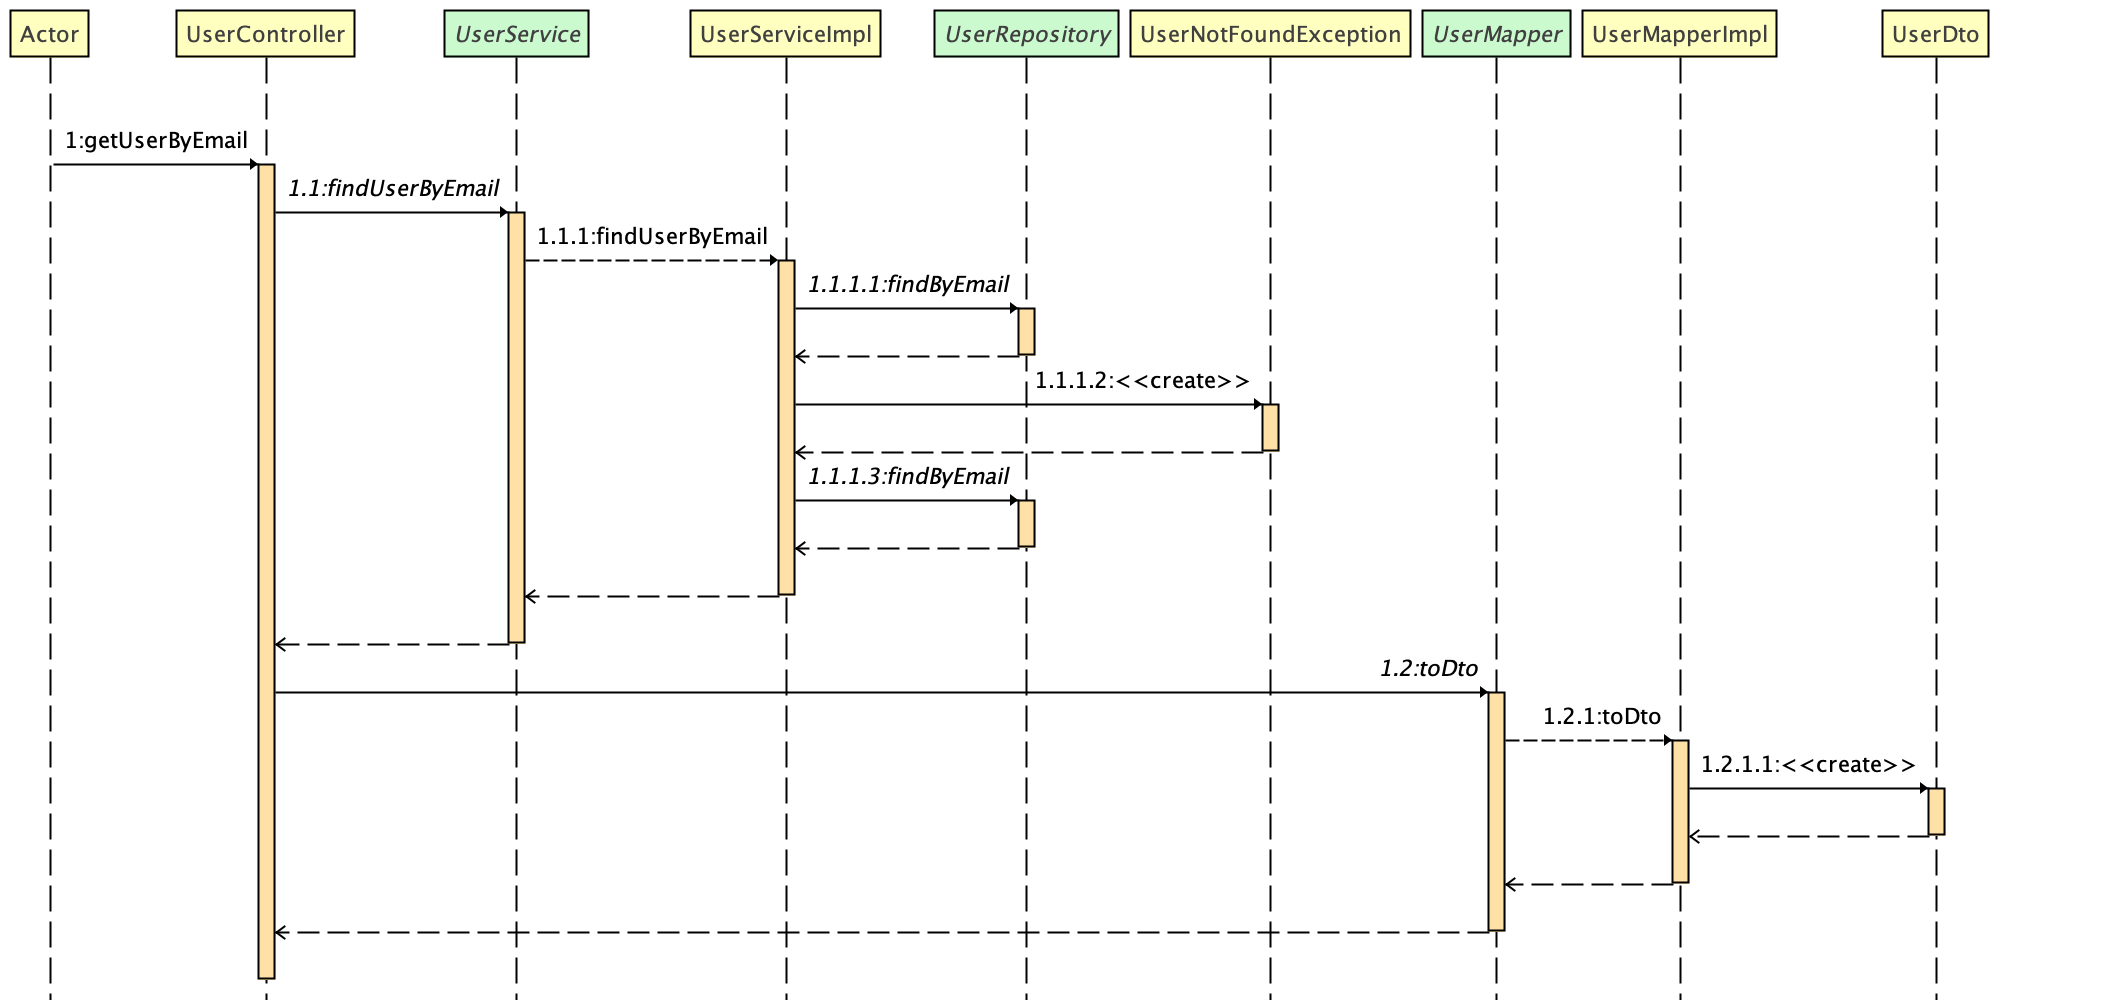 Actor
UserController
UserService
UserServiceImpl
UserRepository
UserNotFoundException
UserMapper
UserMapperImpl
UserDto
1:getUserByEmail
1.1:findUserByEmail
1.1.1:findUserByEmail
1.1.1.1:findByEmail
1.1.1.2:<<create>>
1.1.1.3:findByEmail
1.2:toDto
1.2.1:toDto
1.2.1.1:<<create>>